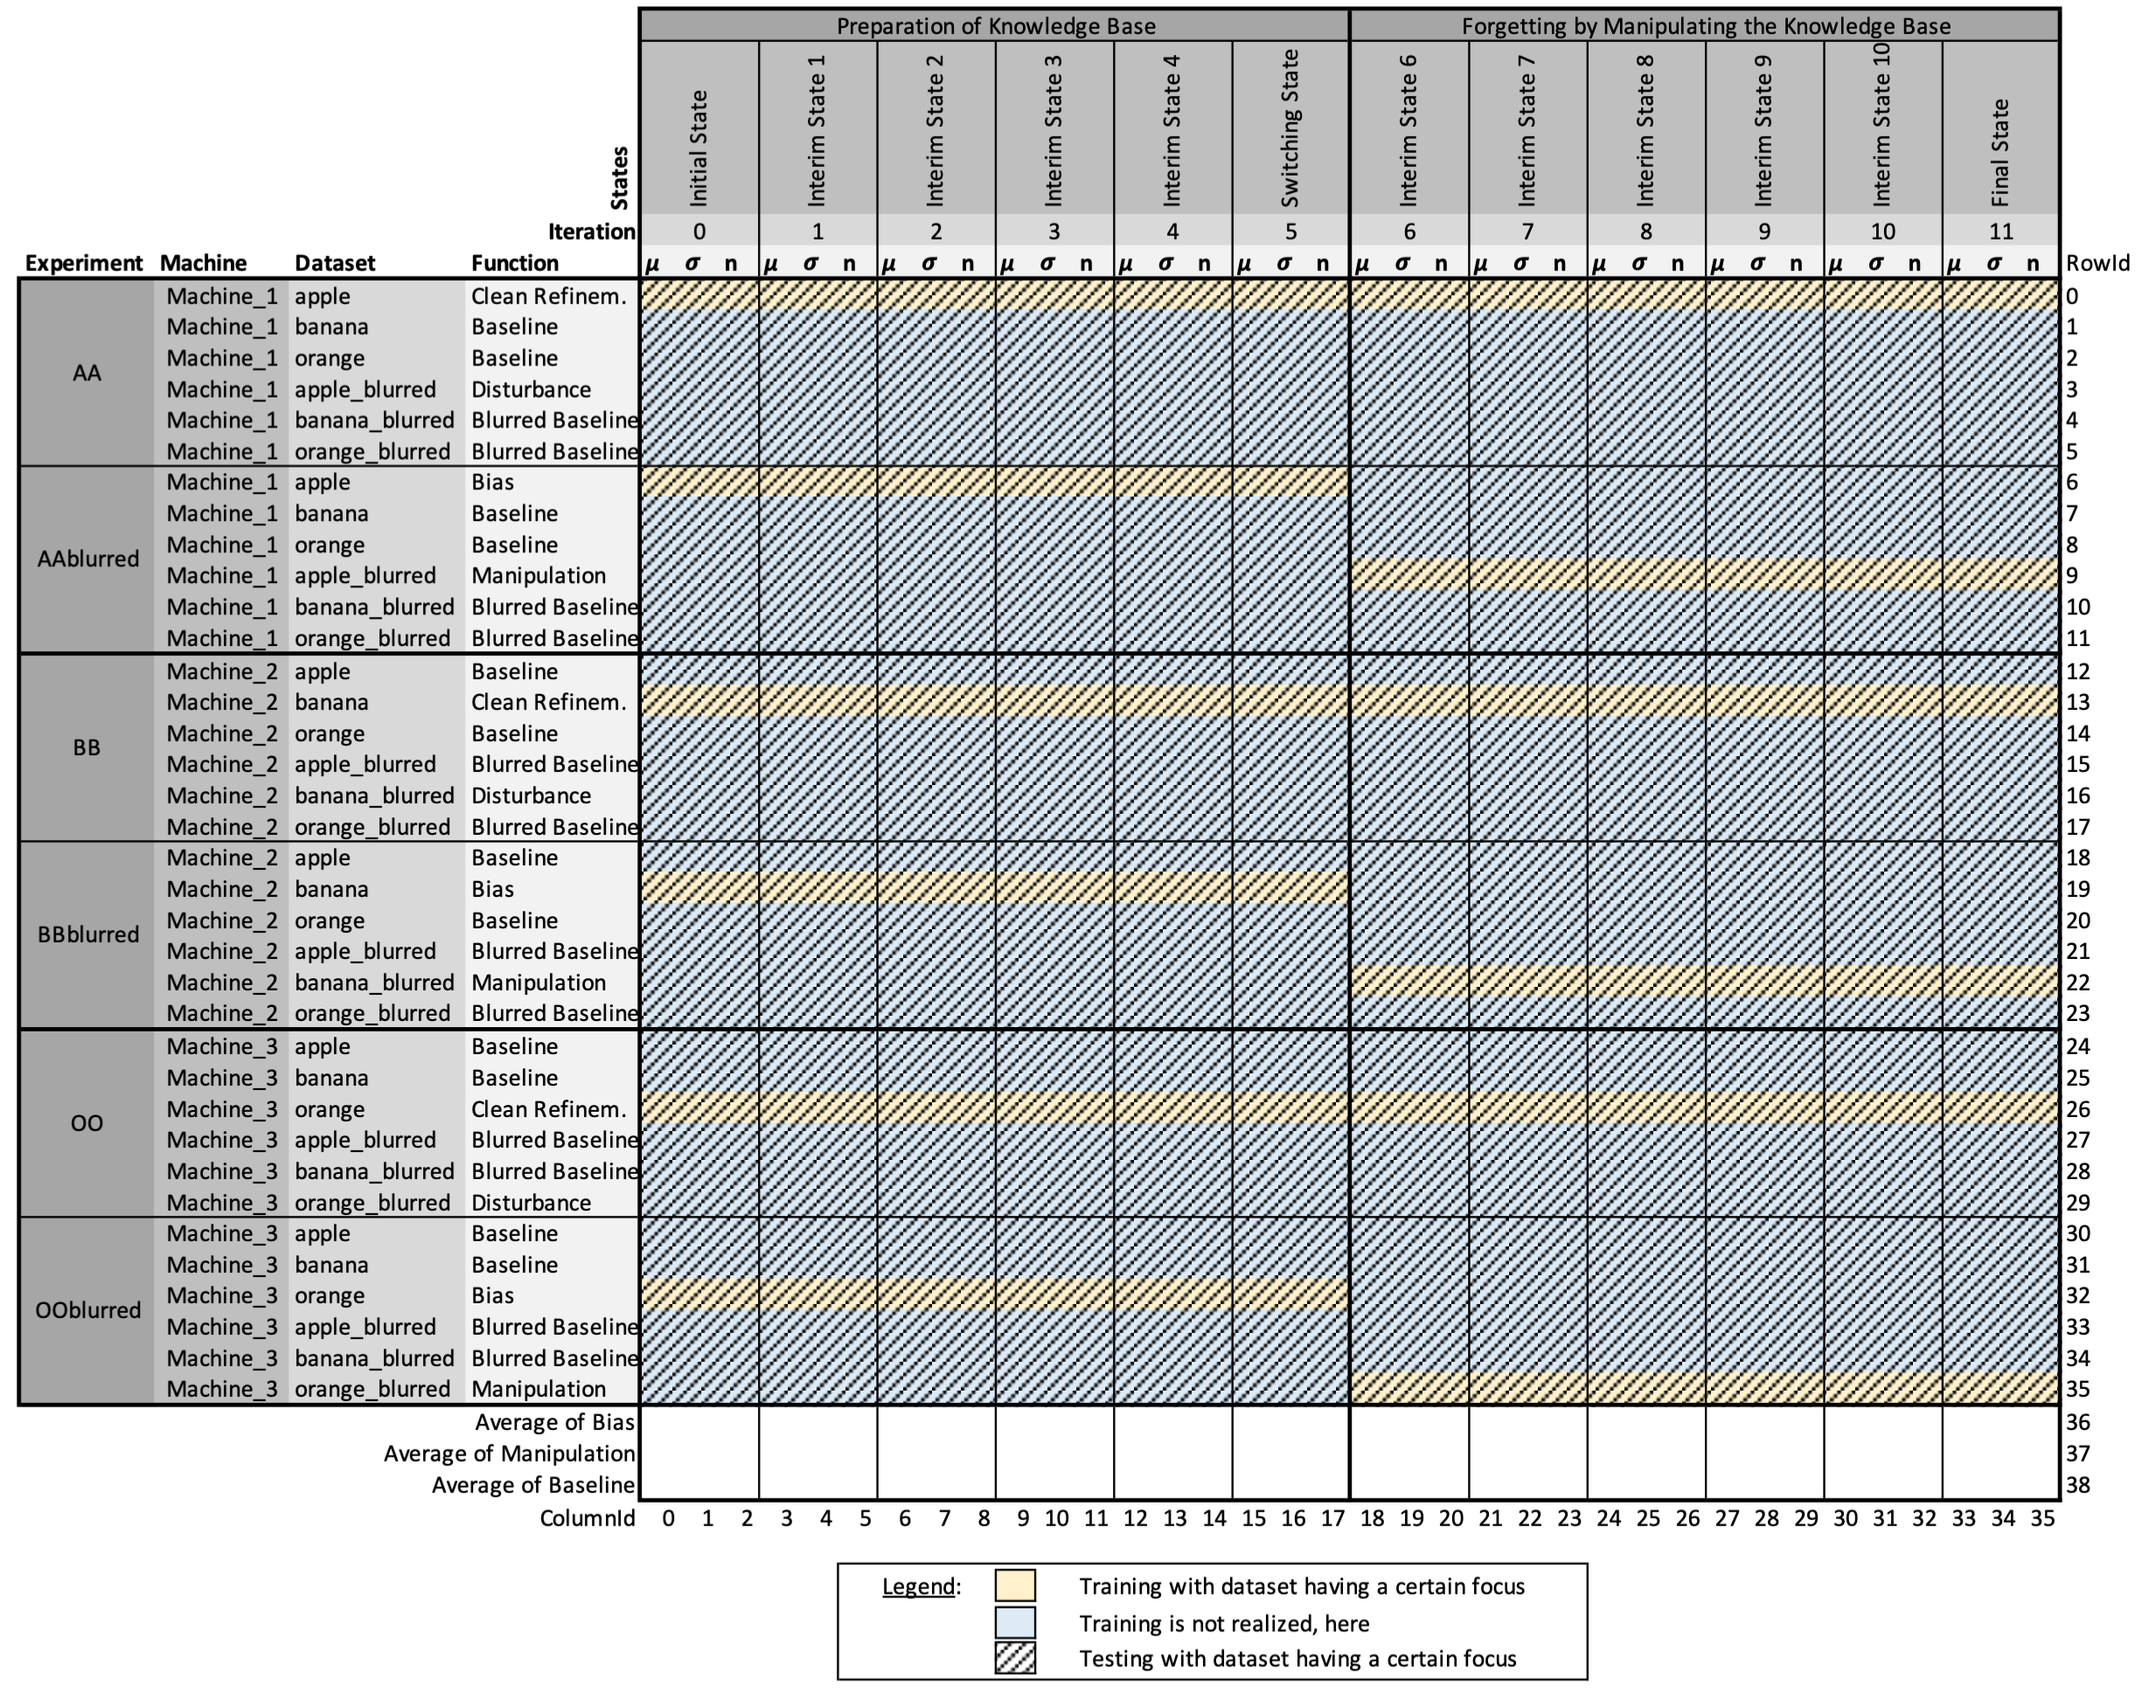 Preparation of Knowledge Base Forgetting by Manipulating the Knowledge Base
States Initial State Interim State 1 Interim State 2 Interim State 3 Interim State 4 Switching State Interim State 6 Interim State 7 Interim State 8 Interim State 9 Interim State 10 Final State
Iteration 0 1 2 3 4 5 6 7 8 9 10 11
Experiment Machine Dataset Function μ σ n μ σ n μ σ n μ σ n μ σ n μ σ n μ σ n μ σ n μ σ n μ σ n μ σ n μ σ n RowId
AA
Machine_1 apple Clean Refinem. 0
Machine_1 banana Baseline 1
Machine_1 orange Baseline 2
Machine_1 apple_blurred Disturbance 3
Machine_1 banana_blurred Blurred Baseline 4
Machine_1 orange_blurred Blurred Baseline 5
AAblurred
Machine_1 apple Bias 6
Machine_1 banana Baseline 7
Machine_1 orange Baseline 8
Machine_1 apple_blurred Manipulation 9
Machine_1 banana_blurred Blurred Baseline 10
Machine_1 orange_blurred Blurred Baseline 11
BB
Machine_2 apple Baseline 12
Machine_2 banana Clean Refinem. 13
Machine_2 orange Baseline 14
Machine_2 apple_blurred Blurred Baseline 15
Machine_2 banana_blurred Disturbance 16
Machine_2 orange_blurred Blurred Baseline 17
BBblurred
Machine_2 apple Baseline 18
Machine_2 banana Bias 19
Machine_2 orange Baseline 20
Machine_2 apple_blurred Blurred Baseline 21
Machine_2 banana_blurred Manipulation 22
Machine_2 orange_blurred Blurred Baseline 23
OO
Machine_3 apple Baseline 24
Machine_3 banana Baseline 25
Machine_3 orange Clean Refinem. 26
Machine_3 apple_blurred Blurred Baseline 27
Machine_3 banana_blurred Blurred Baseline 28
Machine_3 orange_blurred Disturbance 29
OOblurred
Machine_3 apple Baseline 30
Machine_3 banana Baseline 31
Machine_3 orange Bias 32
Machine_3 apple_blurred Blurred Baseline 33
Machine_3 banana_blurred Blurred Baseline 34
Machine_3 orange_blurred Manipulation 35
Average of Bias 36
Average of Manipulation 37
Average of Baseline 38
ColumnId 0 1 2 3 4 5 6 7 8 9 10 11 12 13 14 15 16 17 18 19 20 21 22 23 24 25 26 27 28 29 30 31 32 33 34 35
Legend: Training with dataset having a certain focus
Training is not realized, here
Testing with dataset having a certain focus